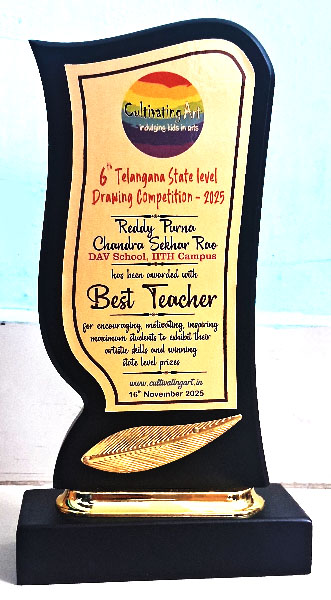 Cultivating Art
indulging kids in arts
6th Telangana State level
Drawing Competition - 2025
Reddy Purna
Chandra Sekhar Rao
DAV School, IITH Campus
has been awarded with
Best Teacher
for encouraging, motivating, inspiring
maximum students to exhibit their
artistic skills and winning
state level prizes
www.cultivatingart.in
16th November 2025